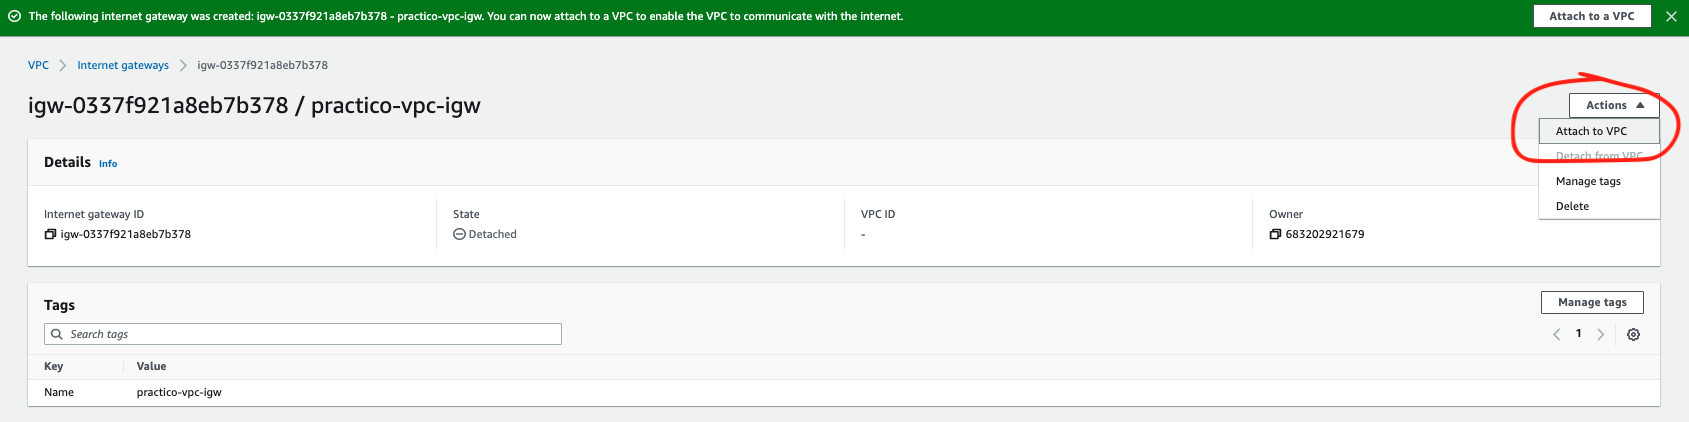 The following internet gateway was created: igw-0337f921a8eb7b378 - practico-vpc-igw. You can now attach to a VPC to enable the VPC to communicate with the internet.
Attach to a VPC
VPC
Internet gateways
igw-0337f921a8eb7b378
igw-0337f921a8eb7b378 / practico-vpc-igw
Actions
Attach to VPC
Detach from VPC
Manage tags
Delete
Details Info
Internet gateway ID
igw-0337f921a8eb7b378
State
Detached
VPC ID
-
Owner
683202921679
Tags
Manage tags
Search tags
1
Key Value
Name practico-vpc-igw